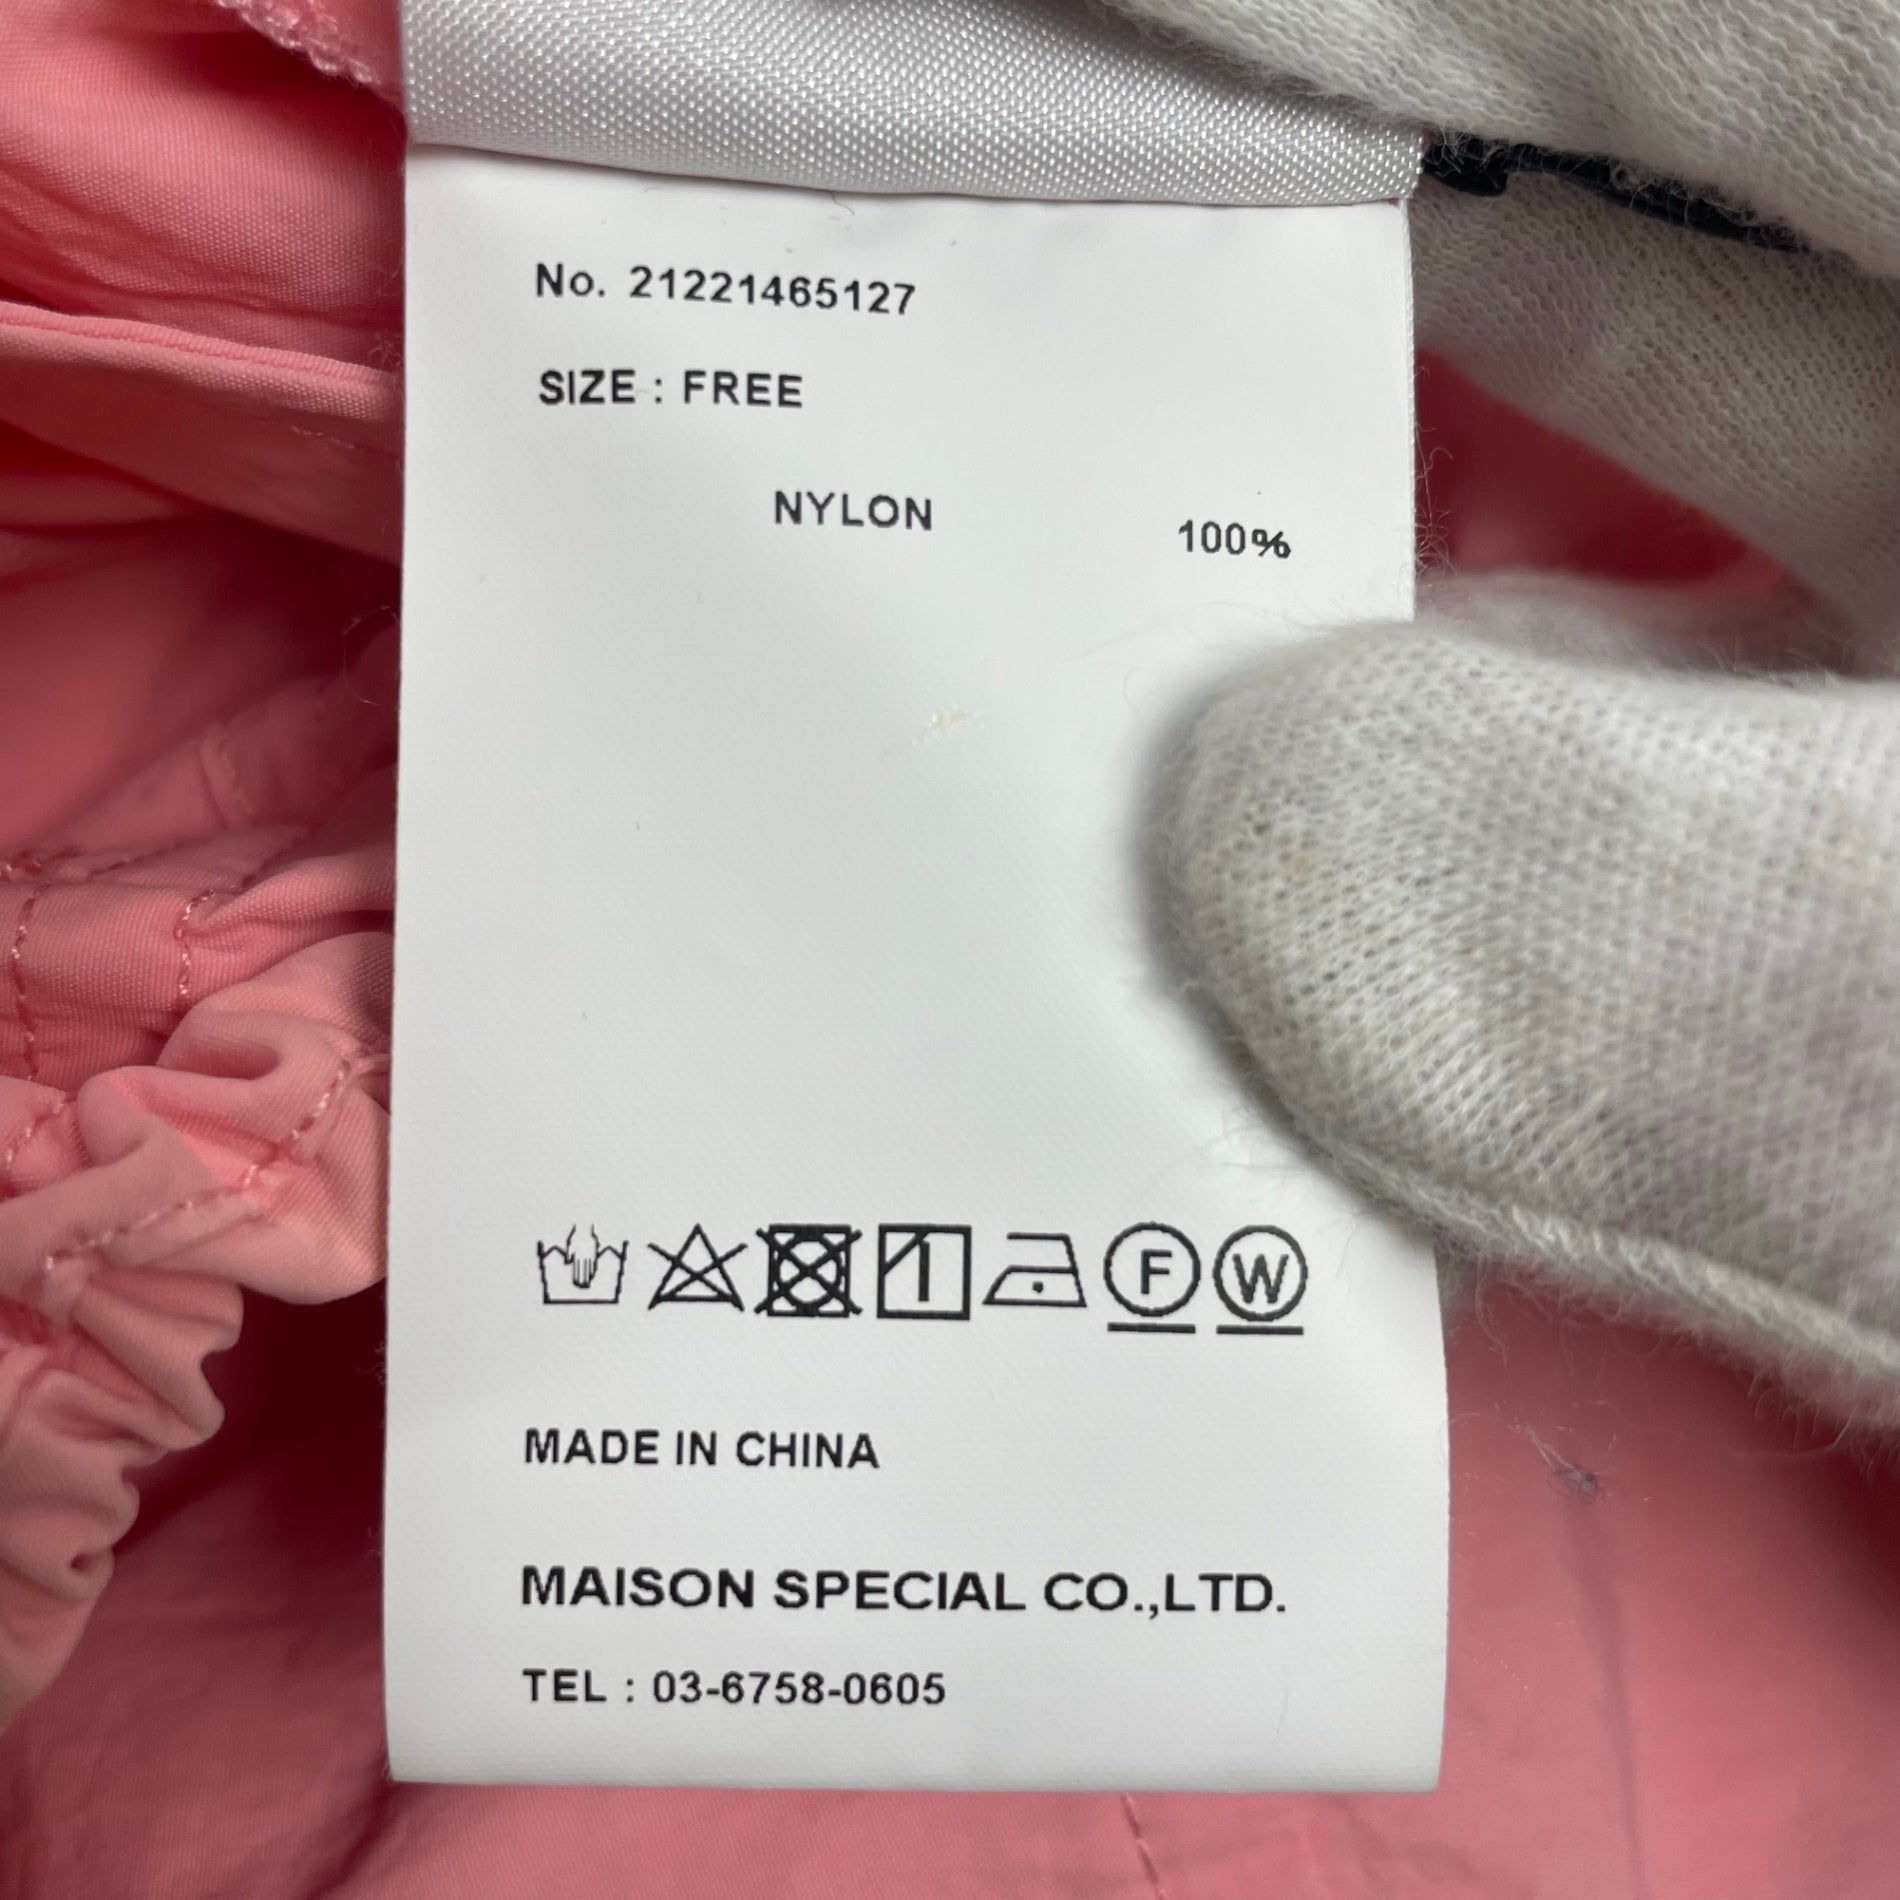 No. 21221465127
SIZE : FREE
NYLON 100%
F W
MADE IN CHINA
MAISON SPECIAL CO.,LTD.
TEL : 03-6758-0605